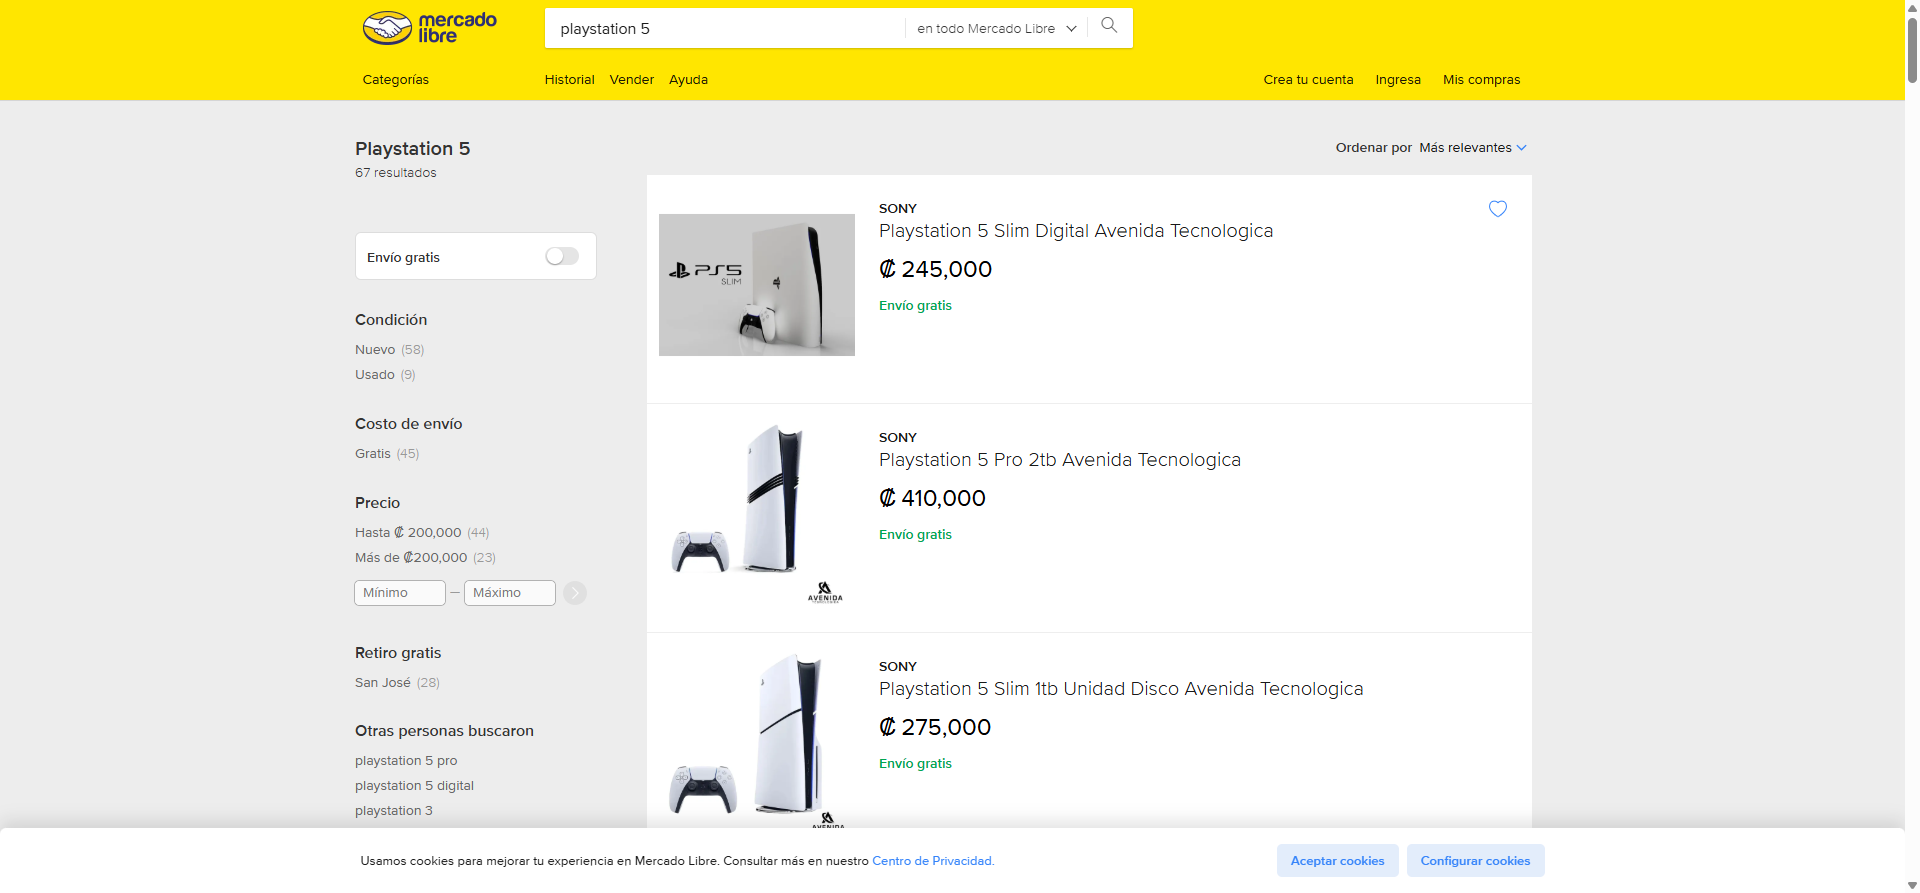 mercado
libre
playstation 5
en todo Mercado Libre
Categorías
Historial
Vender
Ayuda
Crea tu cuenta
Ingresa
Mis compras
Playstation 5
67 resultados
Ordenar por Más relevantes
Envío gratis
Condición
Nuevo (58)
Usado (9)
Costo de envío
Gratis (45)
Precio
Hasta ₡ 200,000 (44)
Más de ₡200,000 (23)
Mínimo — Máximo
Retiro gratis
San José (28)
Otras personas buscaron
playstation 5 pro
playstation 5 digital
playstation 3
PS5
SLIM
SONY
Playstation 5 Slim Digital Avenida Tecnologica
₡ 245,000
Envío gratis
AVENIDA
SONY
Playstation 5 Pro 2tb Avenida Tecnologica
₡ 410,000
Envío gratis
AVENIDA
SONY
Playstation 5 Slim 1tb Unidad Disco Avenida Tecnologica
₡ 275,000
Envío gratis
Usamos cookies para mejorar tu experiencia en Mercado Libre. Consultar más en nuestro Centro de Privacidad.
Aceptar cookies
Configurar cookies